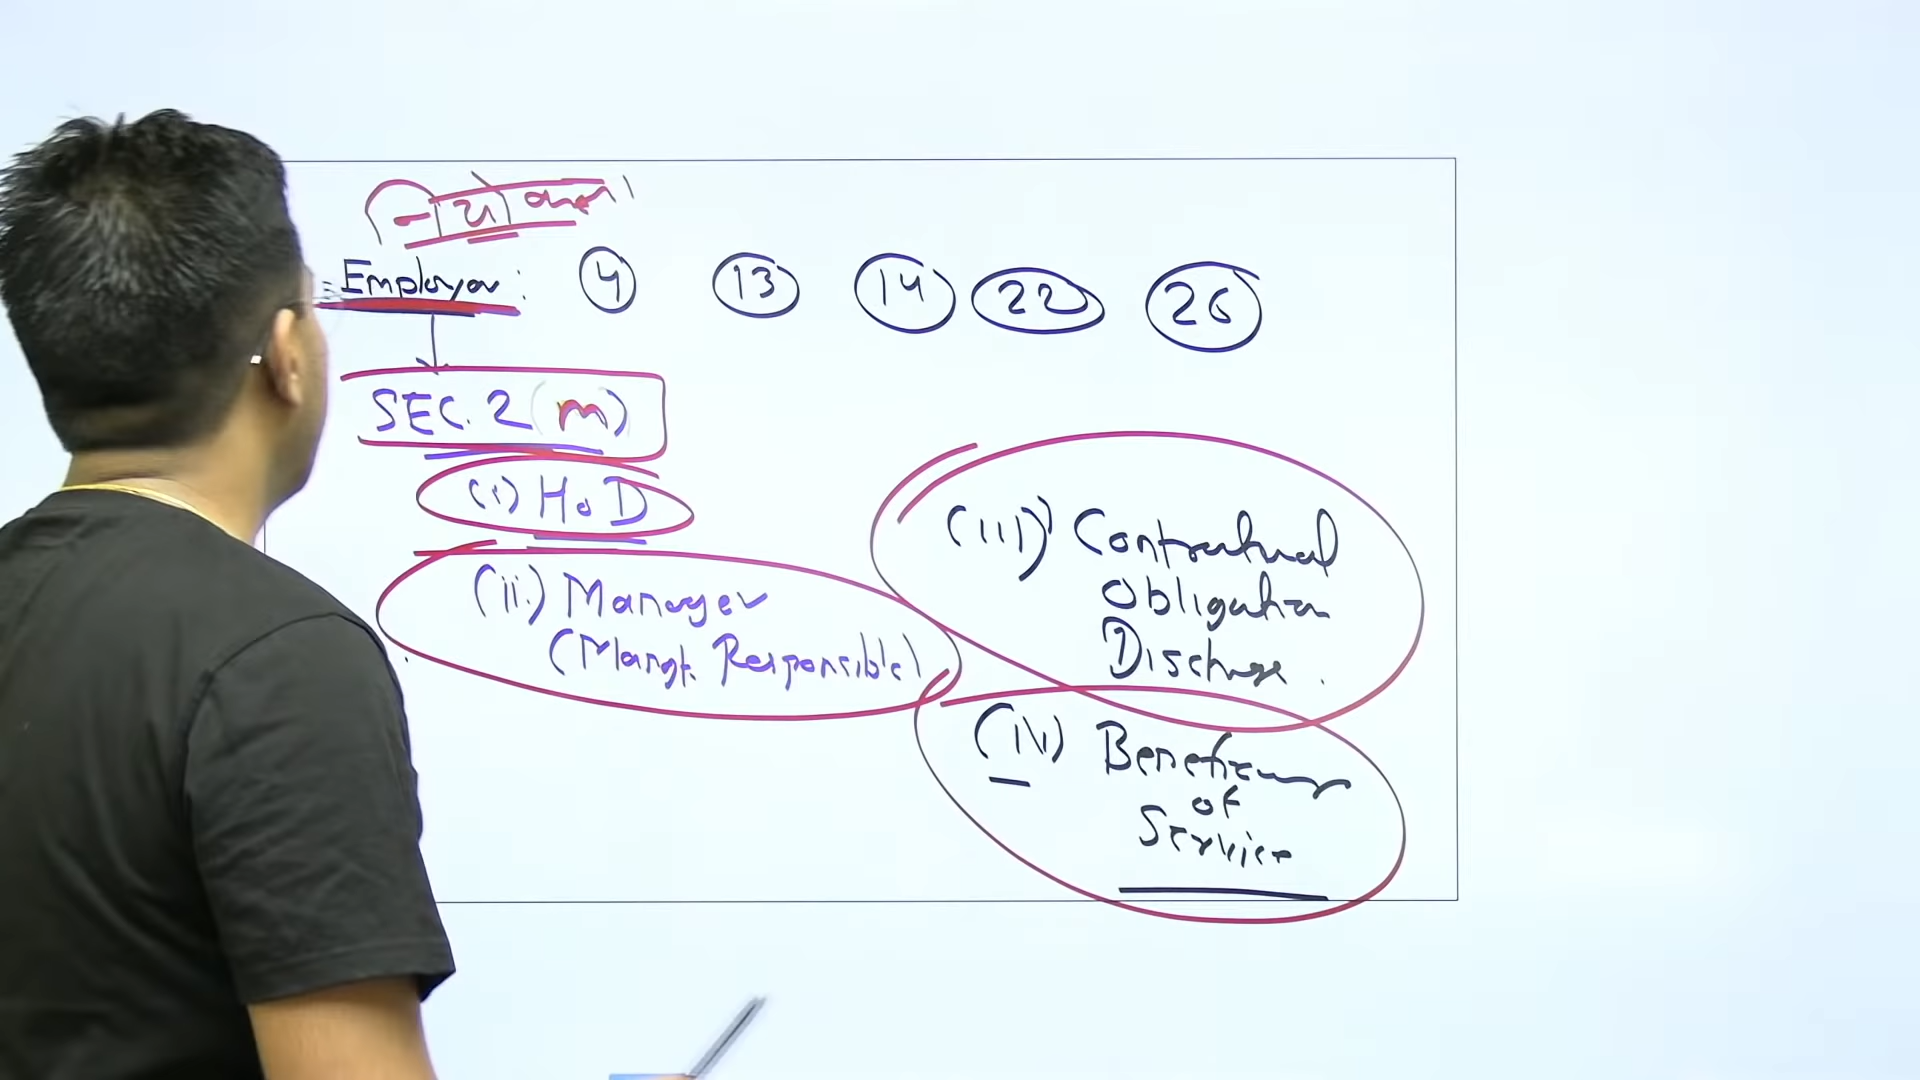 Employer : 4 13 14 22 26
SEC. 2 (m)
(i) HoD
(ii) Manager
(Mangt. Responsible)
(iii) Contractual
Obligation
Discharge.
(iv) Beneficiary
of
Service